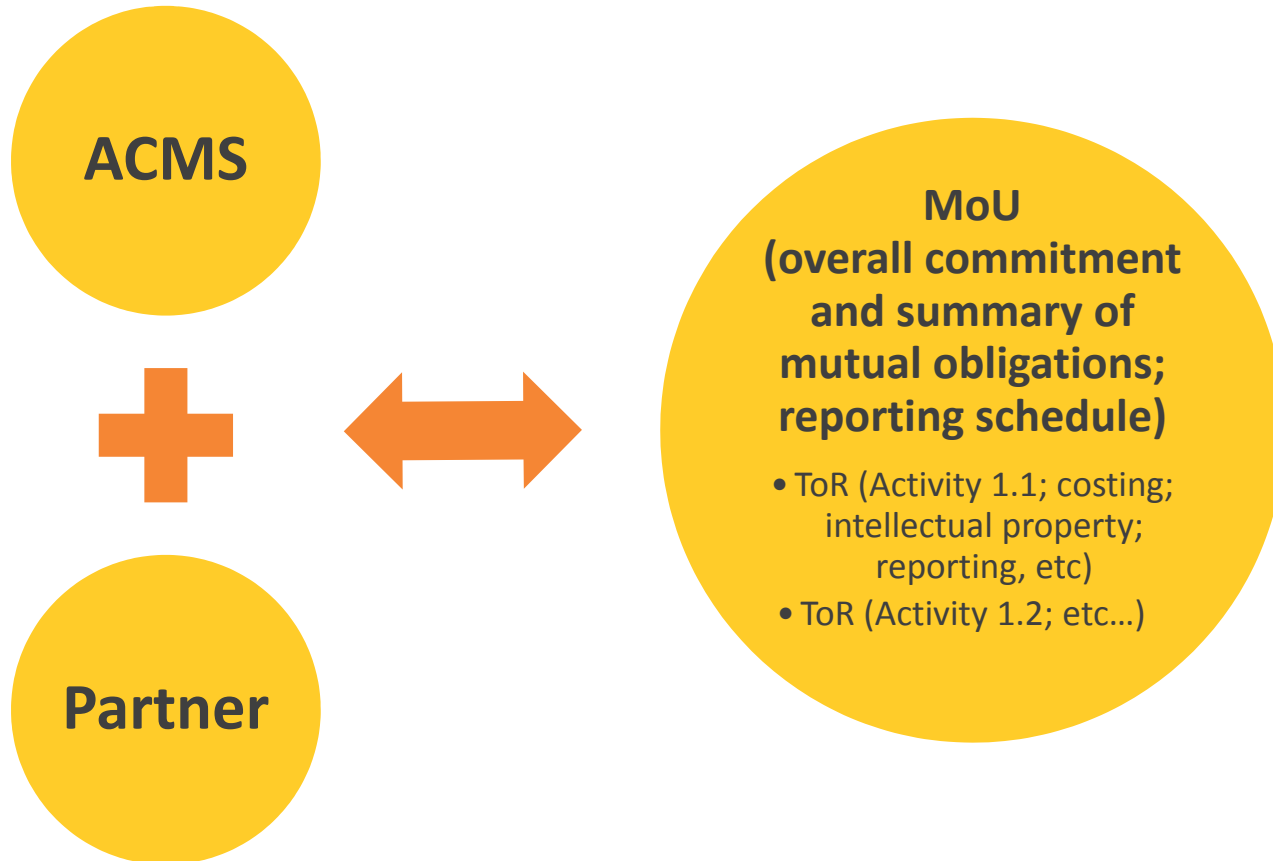 ACMS
Partner
MoU
(overall commitment
and summary of
mutual obligations;
reporting schedule)
• ToR (Activity 1.1; costing;
intellectual property;
reporting, etc)
• ToR (Activity 1.2; etc...)